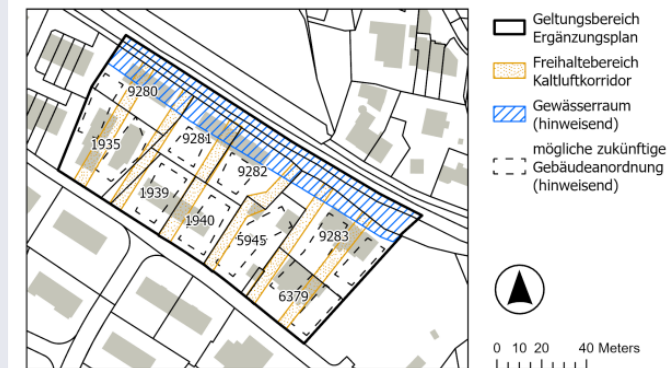 Geltungsbereich
Ergänzungsplan
Freihaltebereich
Kaltluftkorridor
Gewässerraum
(hinweisend)
mögliche zukünftige
Gebäudeanordnung
(hinweisend)
9280
1935
9281
9282
1939
1940
5945
9283
6379
0 10 20 40 Meters